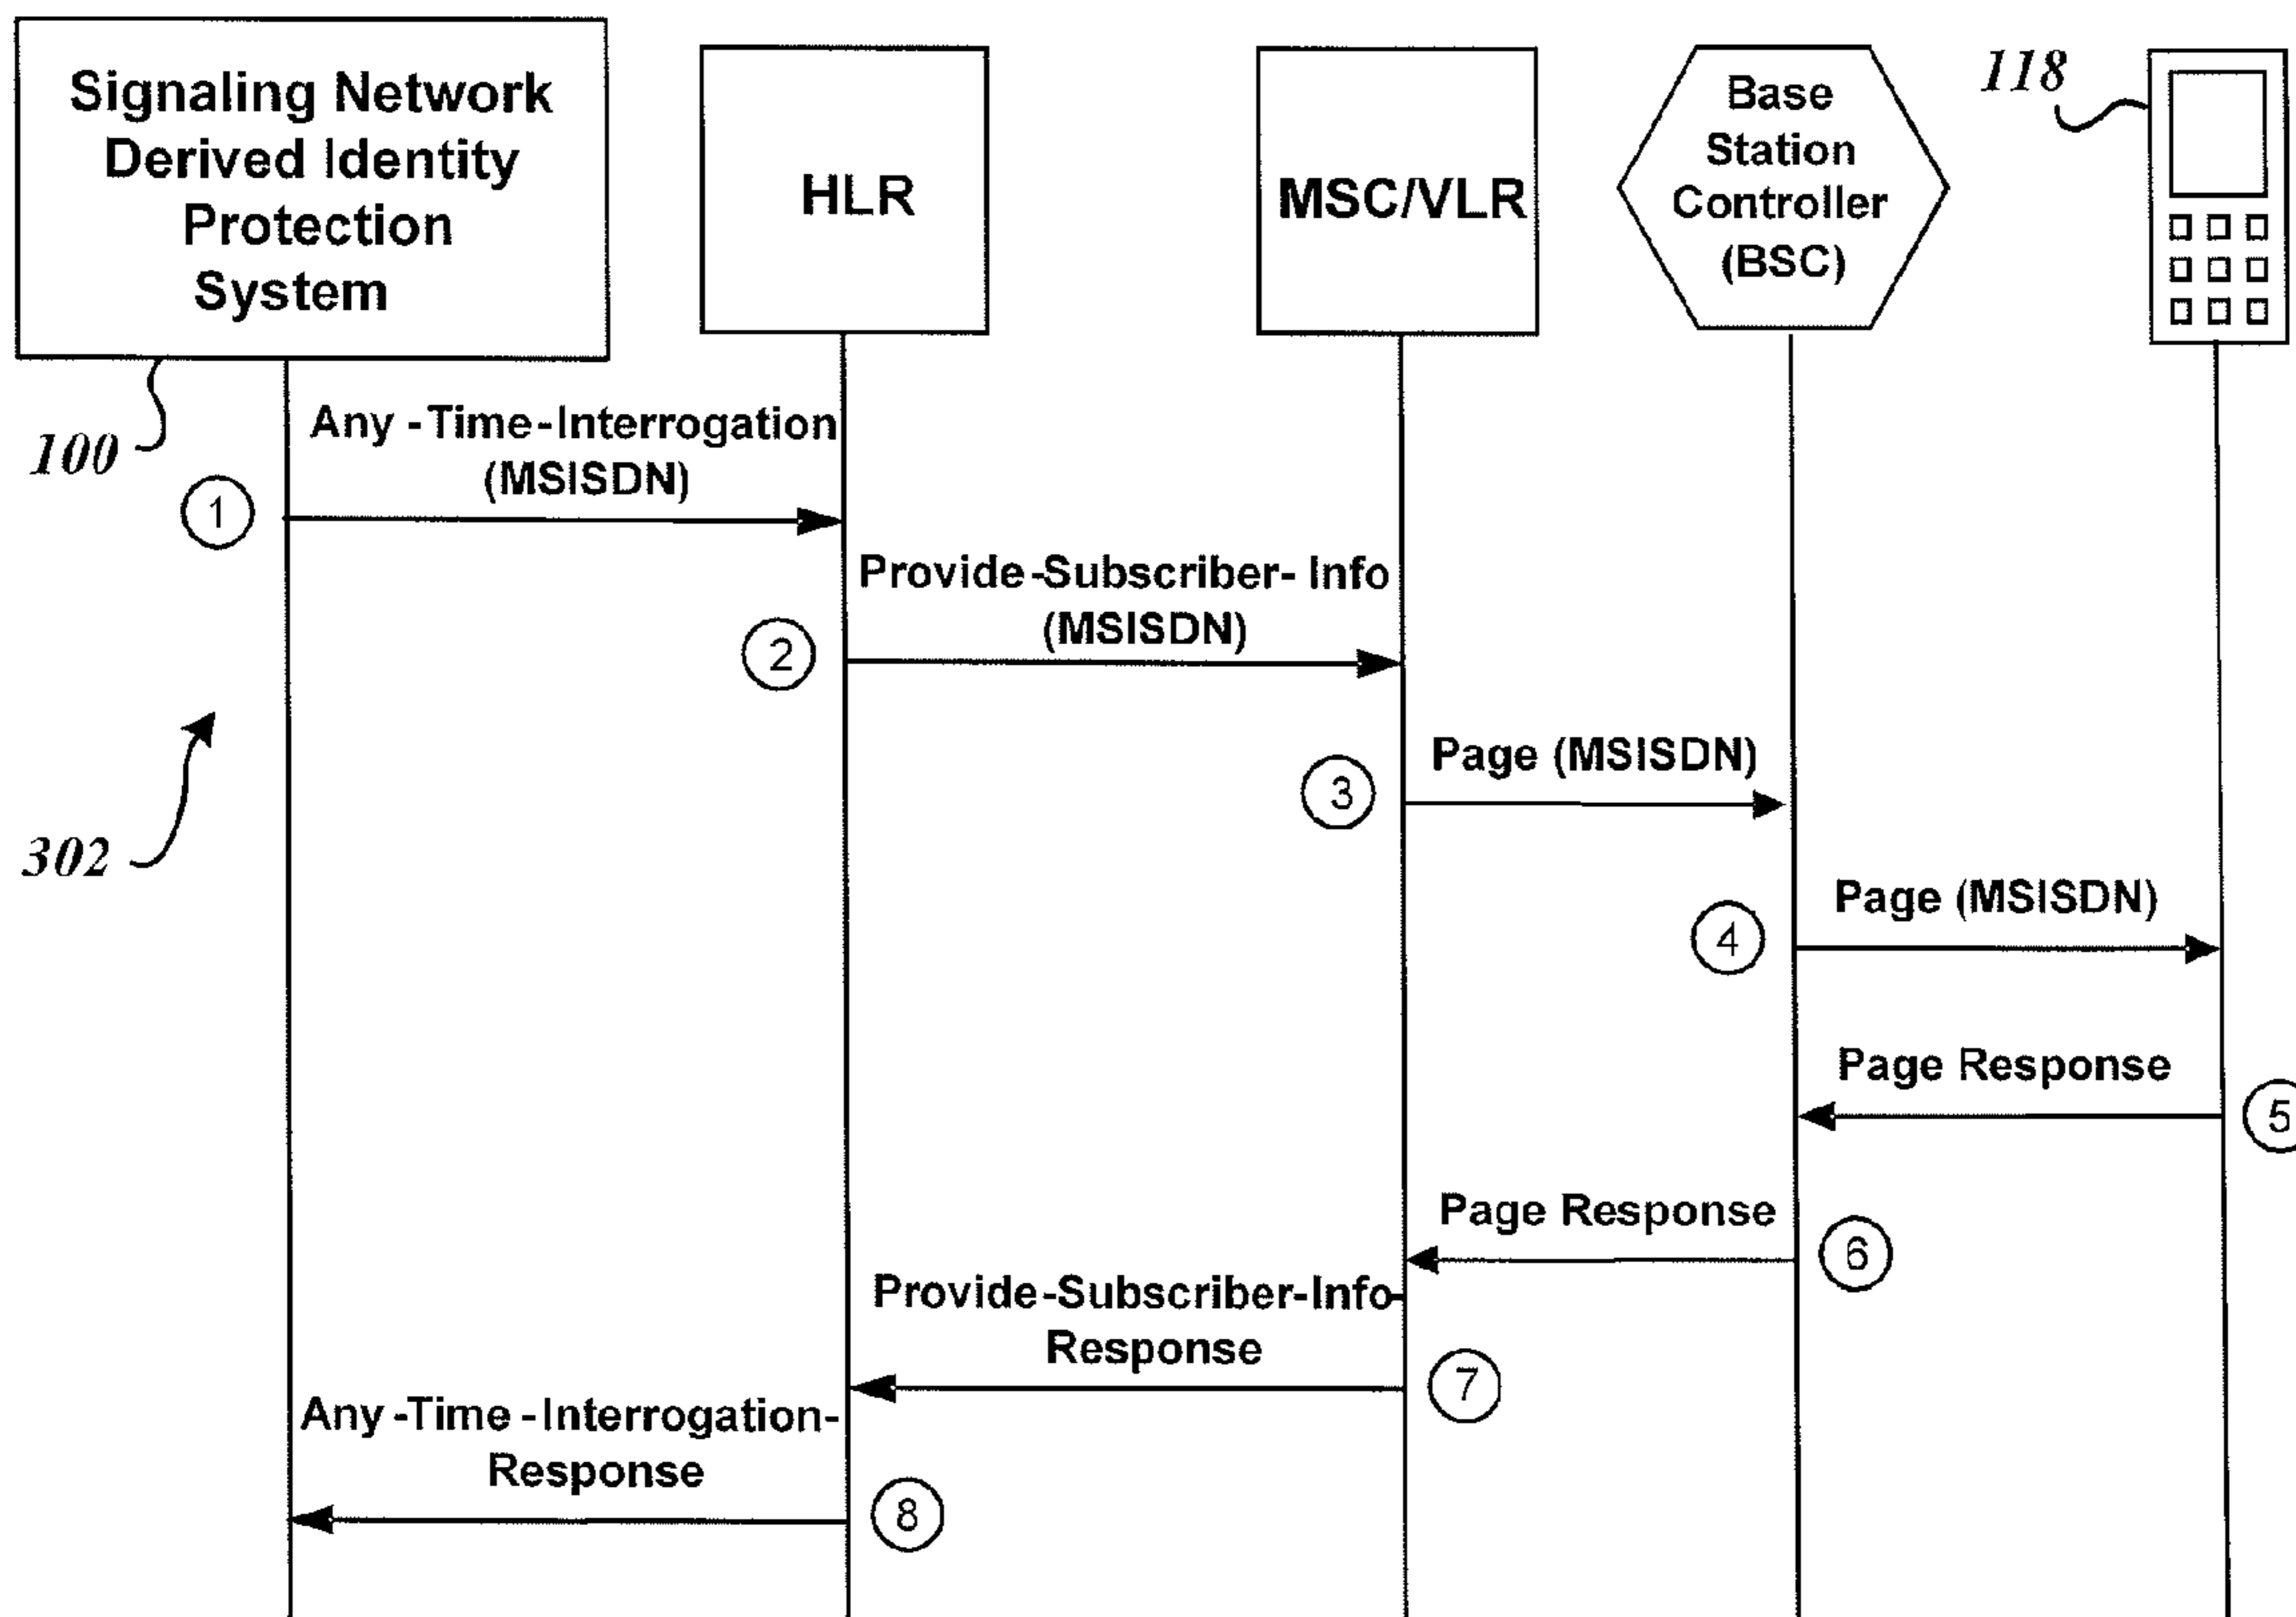 Signaling Network
Derived Identity
Protection
System
HLR
MSC/VLR
Base
Station
Controller
(BSC)
118
100
Any -Time-Interrogation
(MSISDN)
1
Provide-Subscriber- Info
(MSISDN)
2
302
Page (MSISDN)
3
Page (MSISDN)
4
Page Response
5
Page Response
6
Provide-Subscriber-Info-
Response
7
Any -Time -Interrogation-
Response
8